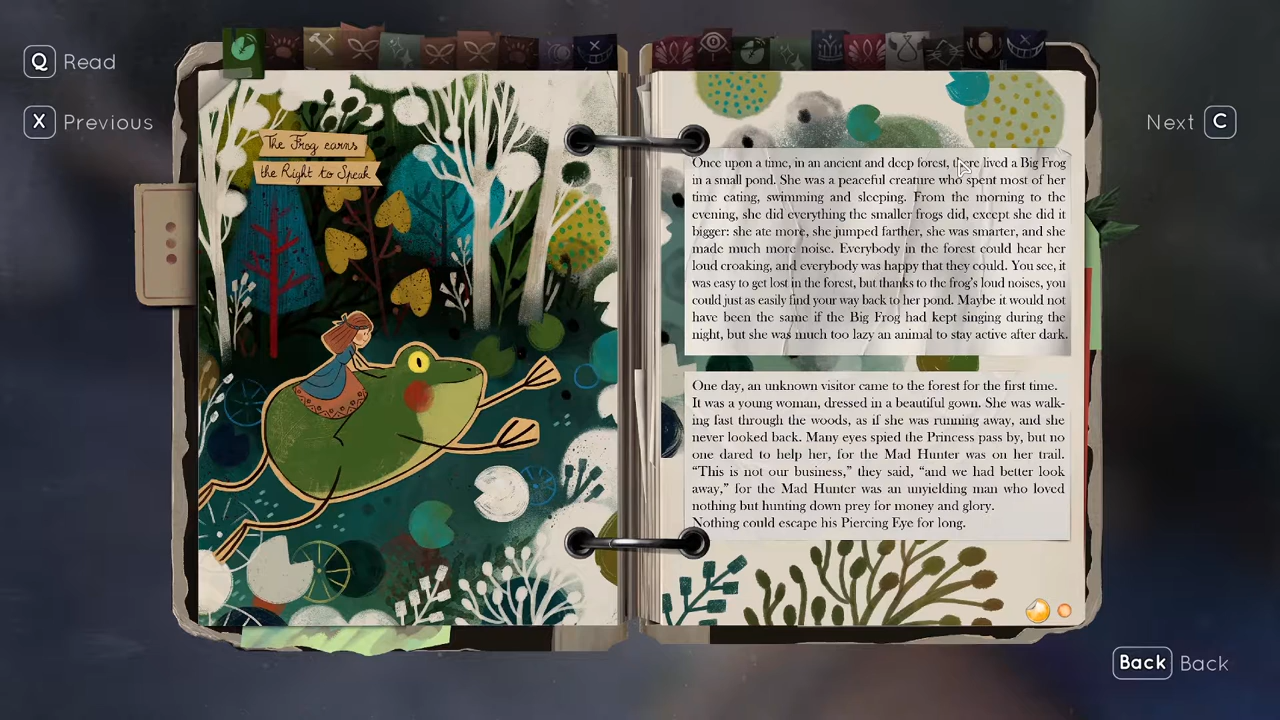 Q Read
X Previous
Next C
The Frog earns
the Right to Speak
Once upon a time, in an ancient and deep forest, there lived a Big Frog
in a small pond. She was a peaceful creature who spent most of her
time eating, swimming and sleeping. From the morning to the
evening, she did everything the smaller frogs did, except she did it
bigger: she ate more, she jumped farther, she was smarter, and she
made much more noise. Everybody in the forest could hear her
loud croaking, and everybody was happy that they could. You see, it
was easy to get lost in the forest, but thanks to the frog's loud noises, you
could just as easily find your way back to her pond. Maybe it would not
have been the same if the Big Frog had kept singing during the
night, but she was much too lazy an animal to stay active after dark.
One day, an unknown visitor came to the forest for the first time.
It was a young woman, dressed in a beautiful gown. She was walk-
ing fast through the woods, as if she was running away, and she
never looked back. Many eyes spied the Princess pass by, but no
one dared to help her, for the Mad Hunter was on her trail.
“This is not our business,” they said, “and we had better look
away,” for the Mad Hunter was an unyielding man who loved
nothing but hunting down prey for money and glory.
Nothing could escape his Piercing Eye for long.
Back Back